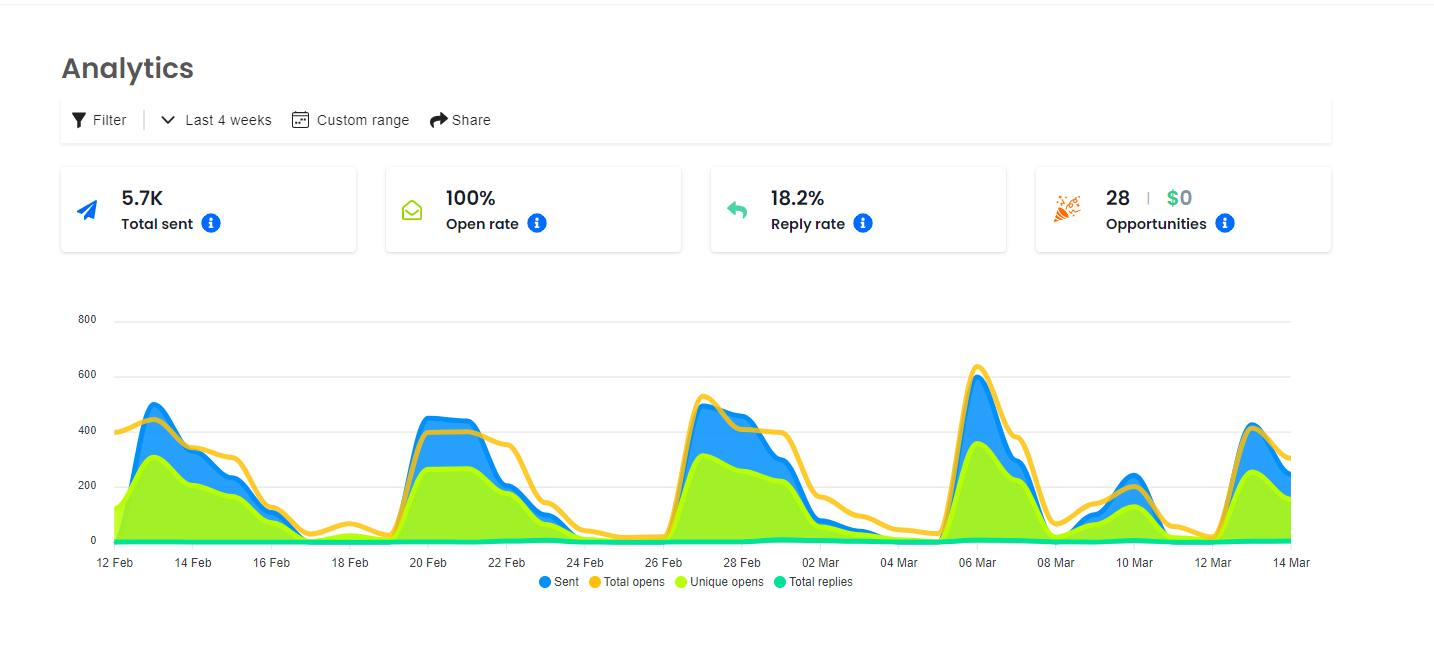 Analytics
Filter Last 4 weeks Custom range Share
5.7K 100% 18.2% 28 | $0
Total sent Open rate Reply rate Opportunities
800
600
400
200
0
12 Feb 14 Feb 16 Feb 18 Feb 20 Feb 22 Feb 24 Feb 26 Feb 28 Feb 02 Mar 04 Mar 06 Mar 08 Mar 10 Mar 12 Mar 14 Mar
Sent Total opens Unique opens Total replies